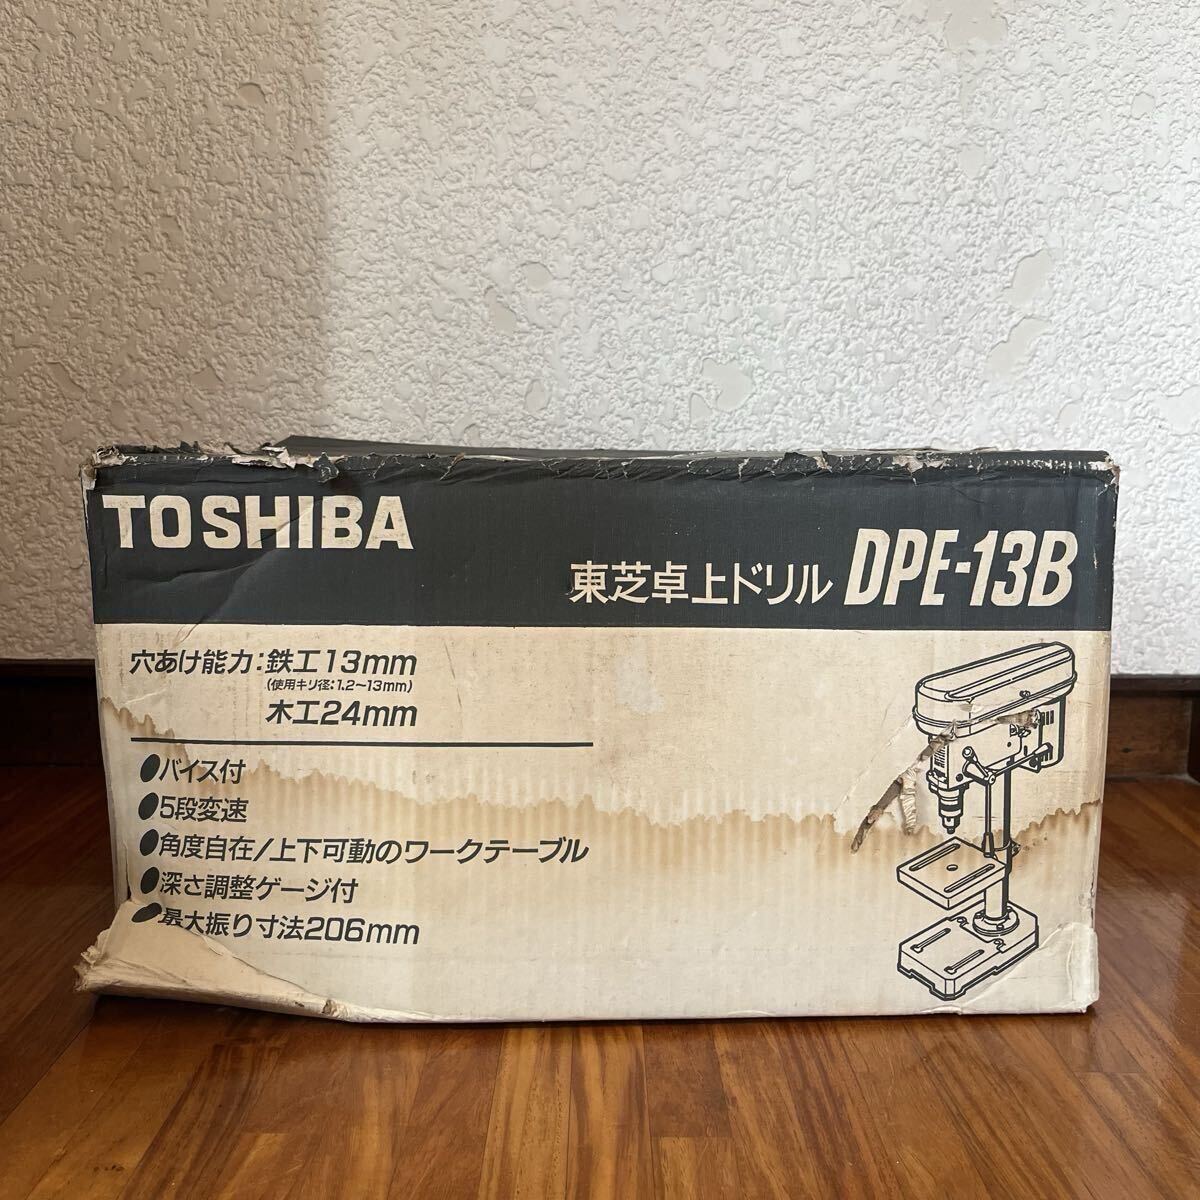 TOSHIBA
東芝卓上ドリル DPE-13B
穴あけ能力:鉄工13mm
(使用キリ径:1.2〜13mm)
木工24mm
●バイス付
●5段変速
●角度自在/上下可動のワークテーブル
●深さ調整ゲージ付
●最大振り寸法206mm